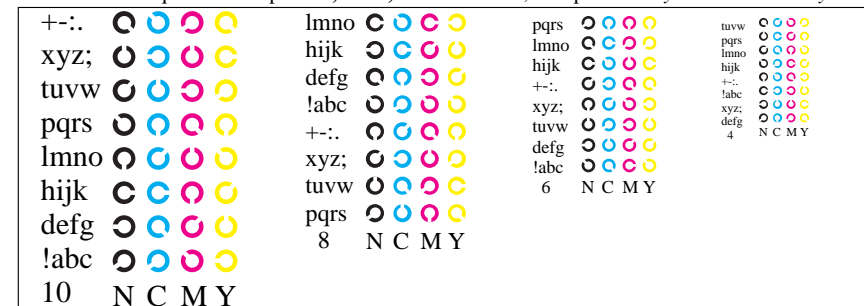 +-:.
xyz;
tuvw
pqrs
lmno
hijk
defg
!abc
10 N C M Y
lmno
hijk
defg
!abc
+-:.
xyz;
tuvw
pqrs
8 N C M Y
pqrs
lmno
hijk
+-:.
xyz;
tuvw
defg
!abc
6 N C M Y
tuvw
pqrs
lmno
hijk
+-:.
!abc
xyz;
defg
4 N C M Y